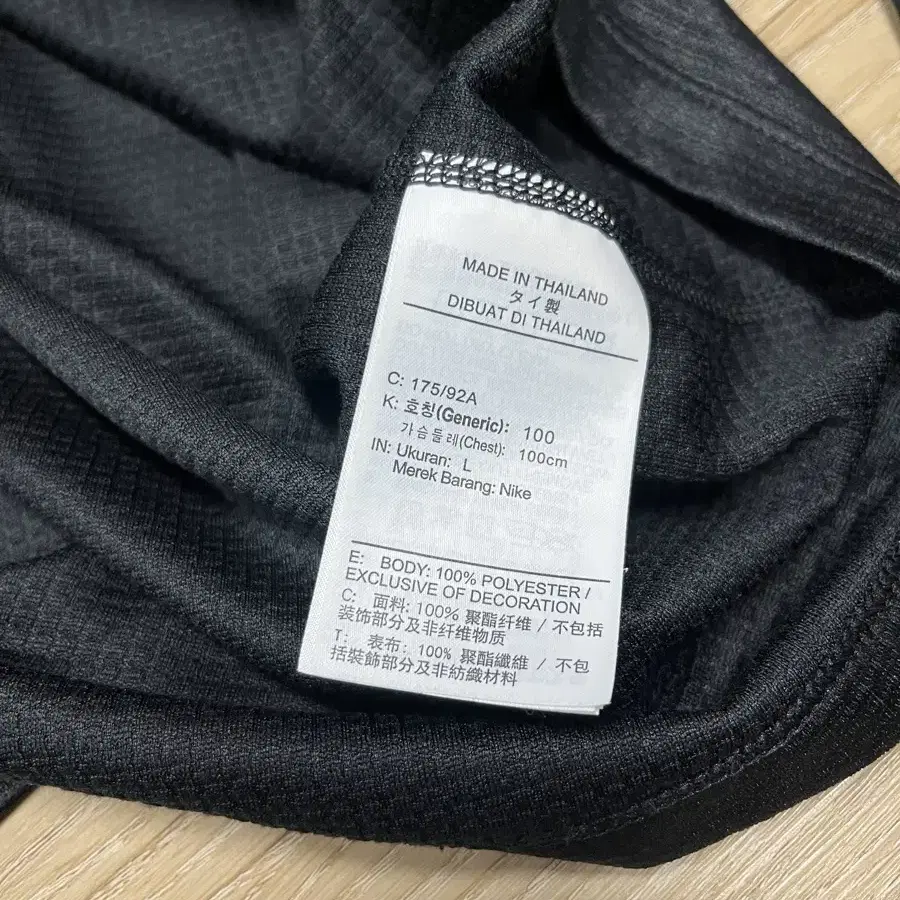 MADE IN THAILAND
タイ製
DIBUAT DI THAILAND
C: 175/92A
K: 호칭(Generic): 100
가슴둘레(Chest): 100cm
IN: Ukuran: L
Merek Barang: Nike
E: BODY: 100% POLYESTER /
EXCLUSIVE OF DECORATION
C: 面料: 100% 聚酯纤维 / 不包括
装饰部分及非纤维物质
T: 表布: 100% 聚酯纖維 / 不包
括裝飾部分及非紡織材料